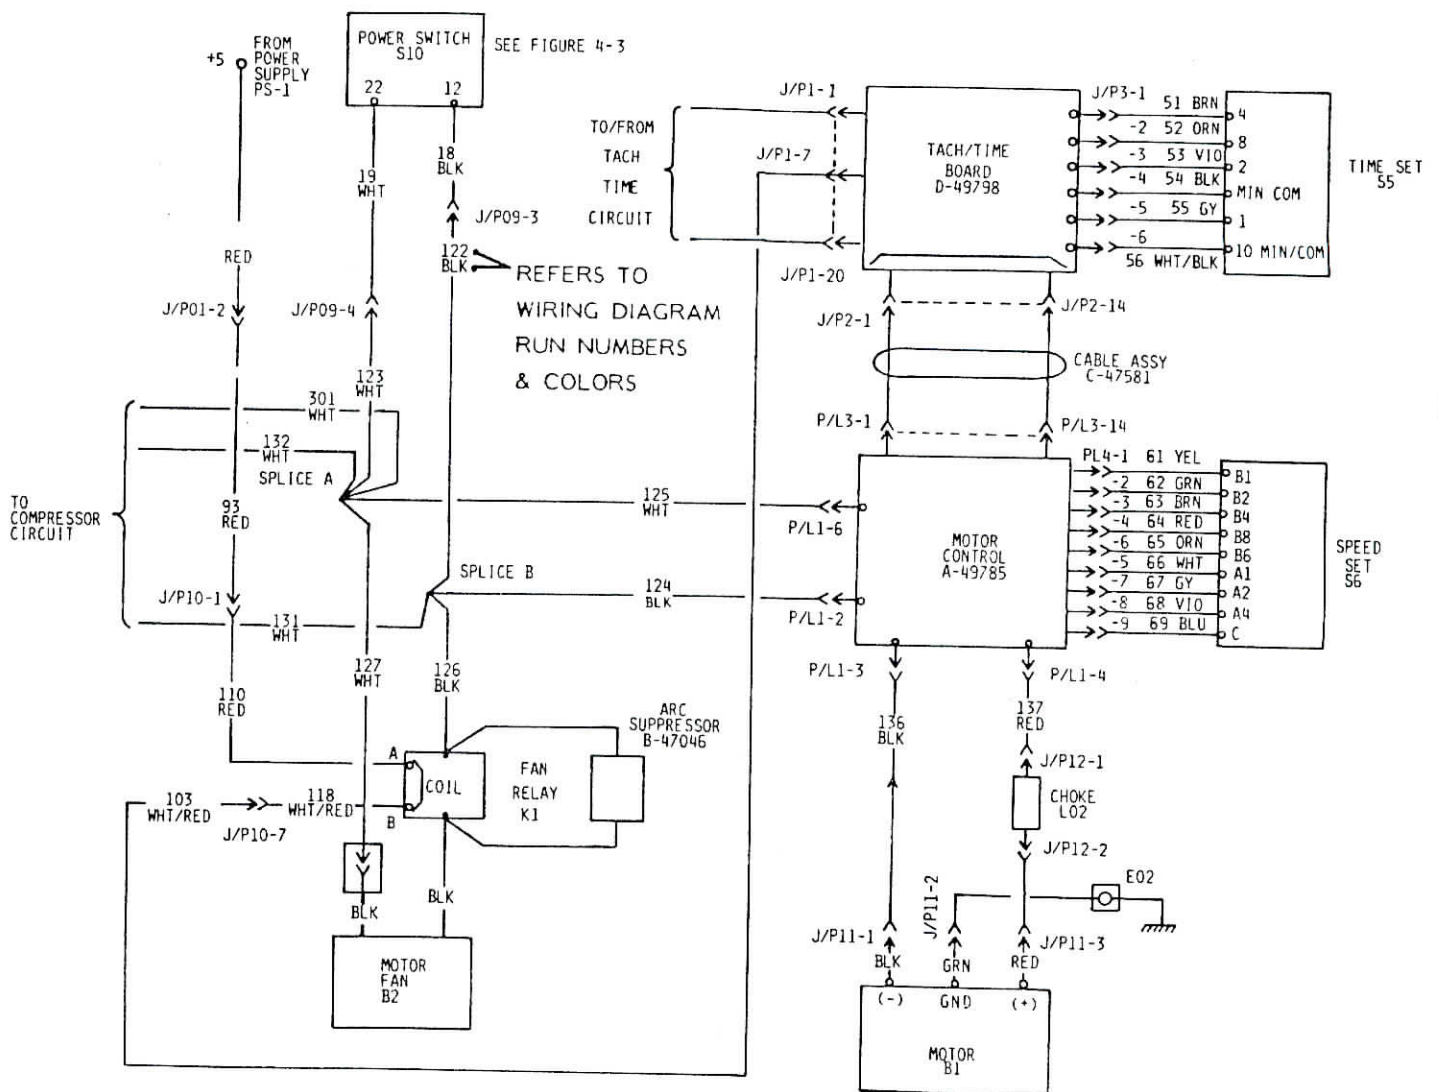 +5
FROM
POWER
SUPPLY
PS-1
POWER SWITCH
S10
22 12
SEE FIGURE 4-3
19
WHT
18
BLK
J/P09-3
122
BLK
REFERS TO
WIRING DIAGRAM
RUN NUMBERS
& COLORS
RED
J/P01-2
J/P09-4
123
WHT
301
WHT
132
WHT
SPLICE A
TO
COMPRESSOR
CIRCUIT
93
RED
J/P10-1
131
WHT
SPLICE B
125
WHT
124
BLK
127
WHT
126
BLK
110
RED
A
COIL
B
FAN
RELAY
K1
ARC
SUPPRESSOR
B-47046
103
WHT/RED
118
WHT/RED
J/P10-7
BLK
BLK
MOTOR
FAN
B2
TO/FROM
TACH
TIME
CIRCUIT
J/P1-1
J/P1-7
J/P1-20
TACH/TIME
BOARD
D-49798
J/P3-1 51 BRN 4
-2 52 ORN 8
-3 53 VIO 2
-4 54 BLK MIN COM
-5 55 GY 1
-6
56 WHT/BLK 10 MIN/COM
TIME SET
S5
J/P2-1
J/P2-14
CABLE ASSY
C-47581
P/L3-1
P/L3-14
P/L1-6
P/L1-2
MOTOR
CONTROL
A-49785
PL4-1 61 YEL B1
-2 62 GRN B2
-3 63 BRN B4
-4 64 RED B8
-6 65 ORN B6
-5 66 WHT A1
-7 67 GY A2
-8 68 VIO A4
-9 69 BLU C
SPEED
SET
S6
P/L1-3
P/L1-4
136
BLK
137
RED
J/P12-1
CHOKE
L02
J/P12-2
E02
J/P11-1
J/P11-2
J/P11-3
BLK GRN RED
(-) GND (+)
MOTOR
B1